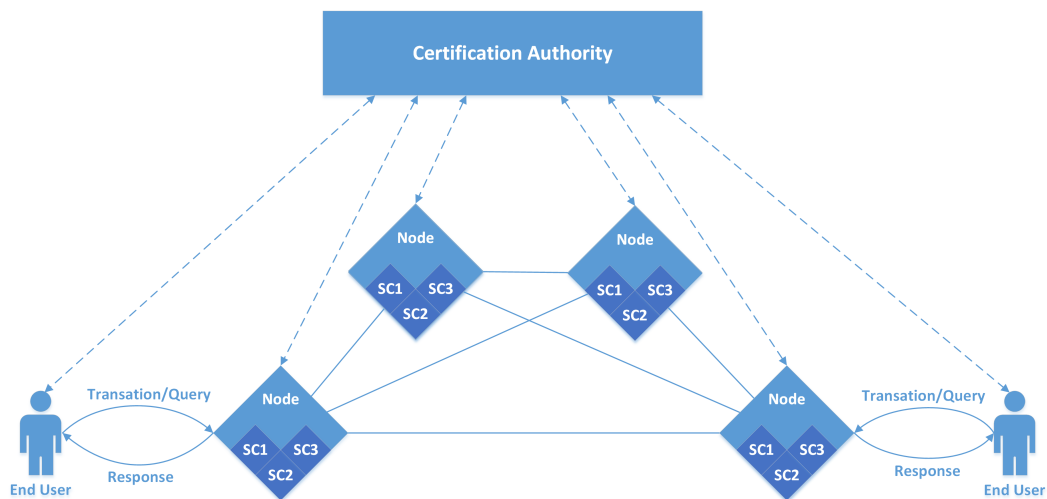 Certification Authority
Node
SC1
SC3
SC2
Node
SC1
SC3
SC2
Transation/Query
Response
End User
Node
SC1
SC3
SC2
Node
SC1
SC3
SC2
Transation/Query
Response
End User